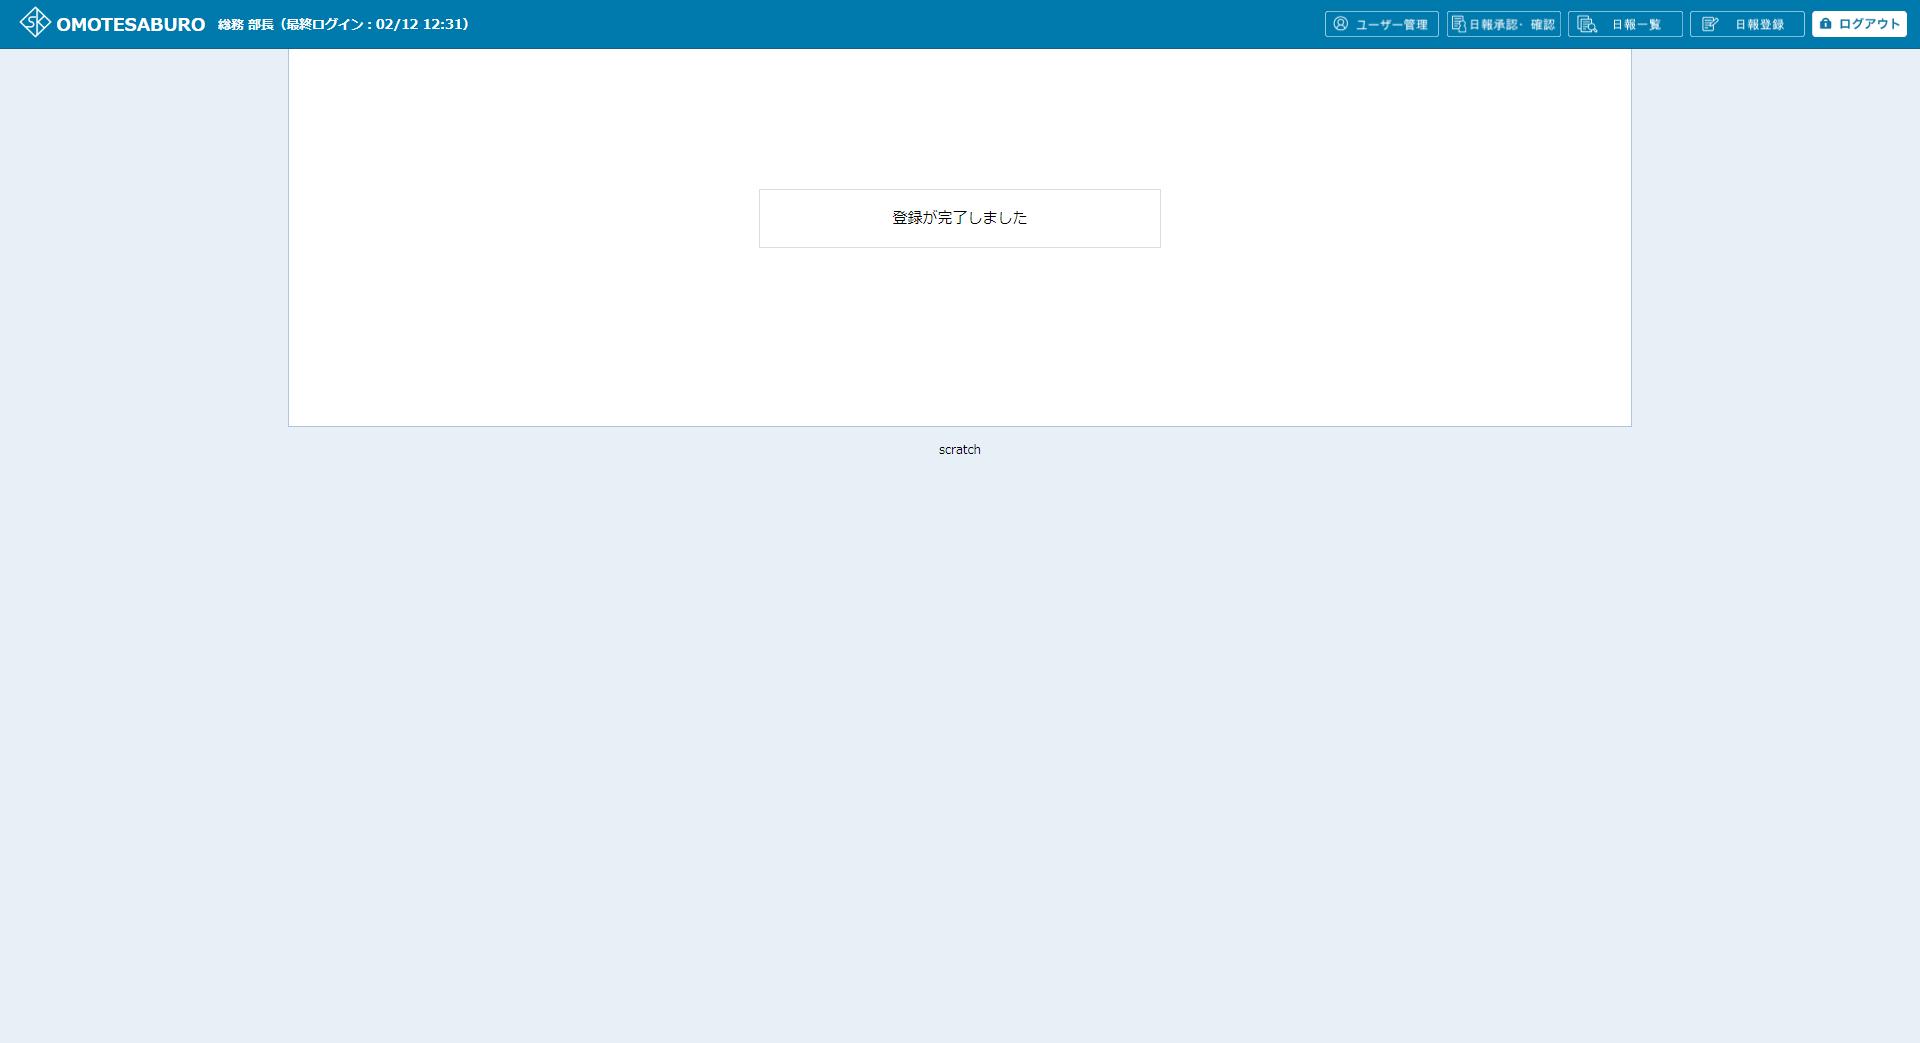 OMOTESABURO 総務 部長（最終ログイン : 02/12 12:31）
ユーザー管理
日報承認・確認
日報一覧
日報登録
ログアウト
登録が完了しました
scratch